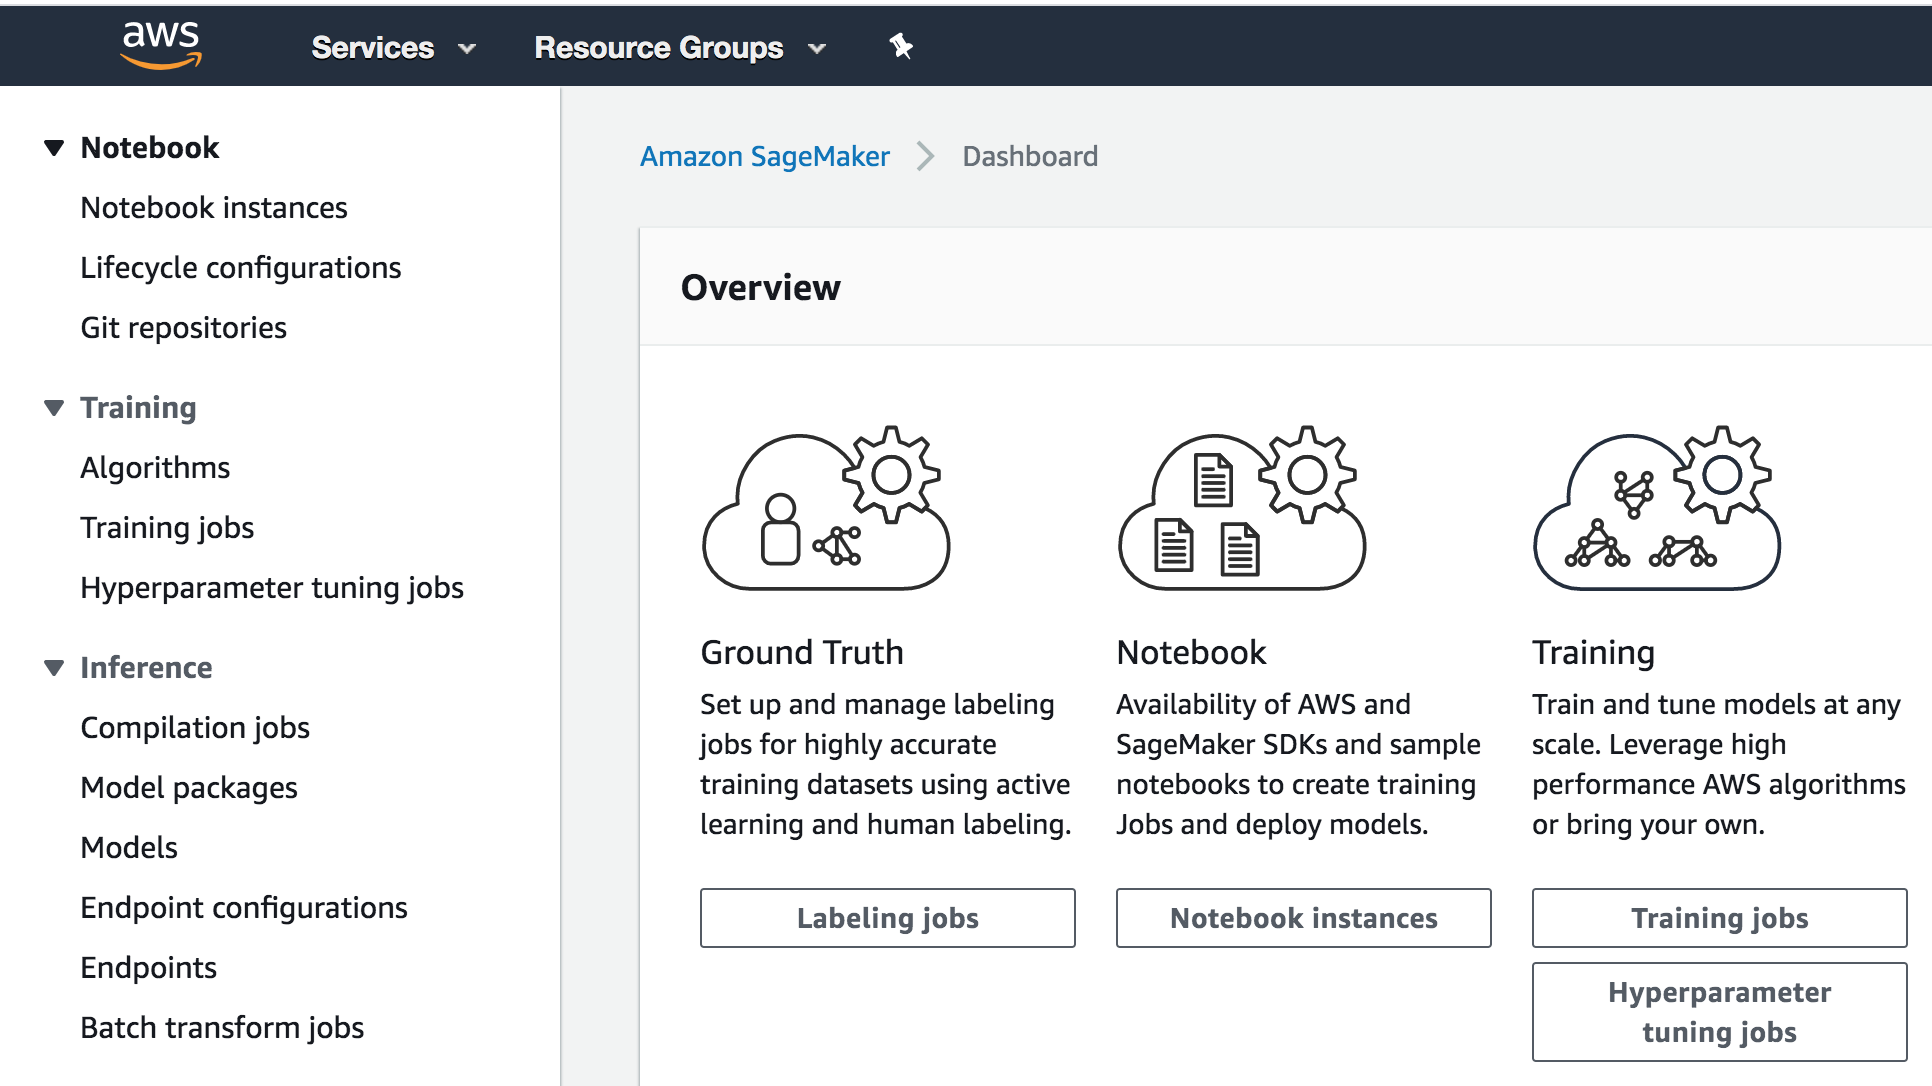 aws
Services
Resource Groups
Notebook
Notebook instances
Lifecycle configurations
Git repositories
Training
Algorithms
Training jobs
Hyperparameter tuning jobs
Inference
Compilation jobs
Model packages
Models
Endpoint configurations
Endpoints
Batch transform jobs
Amazon SageMaker
Dashboard
Overview
Ground Truth
Set up and manage labeling
jobs for highly accurate
training datasets using active
learning and human labeling.
Labeling jobs
Notebook
Availability of AWS and
SageMaker SDKs and sample
notebooks to create training
Jobs and deploy models.
Notebook instances
Training
Train and tune models at any
scale. Leverage high
performance AWS algorithms
or bring your own.
Training jobs
Hyperparameter
tuning jobs